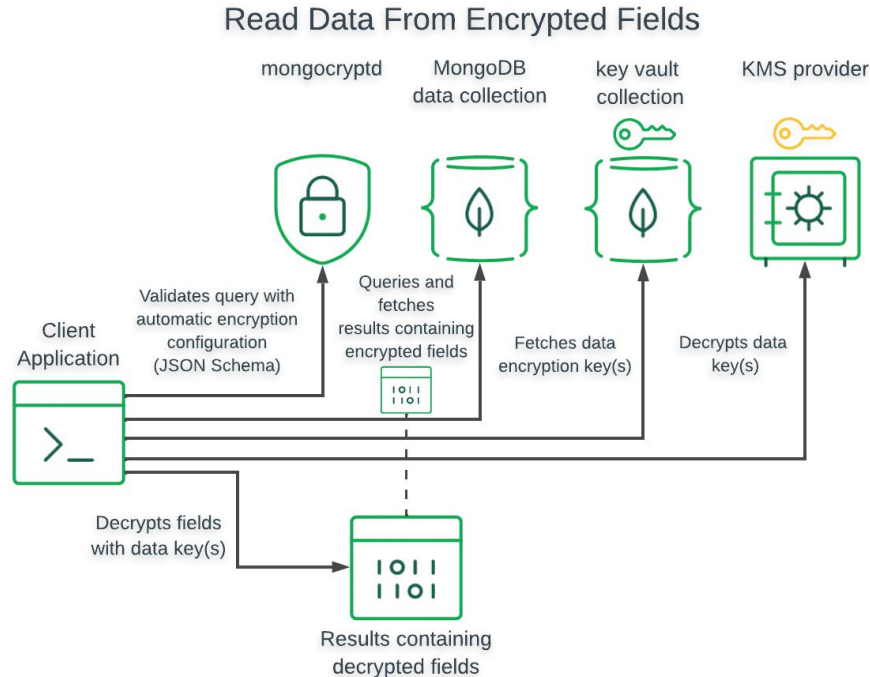 Read Data From Encrypted Fields
mongocryptd
MongoDB
data collection
key vault
collection
KMS provider
Validates query with
automatic encryption
configuration
(JSON Schema)
Queries and
fetches
results containing
encrypted fields
Fetches data
encryption key(s)
Decrypts data
key(s)
Client
Application
1011
1101
>_
Decrypts fields
with data key(s)
1011
1101
Results containing
decrypted fields